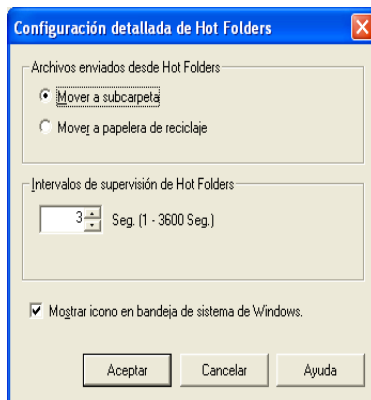 Configuración detallada de Hot Folders
Archivos enviados desde Hot Folders
Mover a subcarpeta
Mover a papelera de reciclaje
Intervalos de supervisión de Hot Folders
3 Seg. (1 - 3600 Seg.)
Mostrar icono en bandeja de sistema de Windows.
Aceptar Cancelar Ayuda